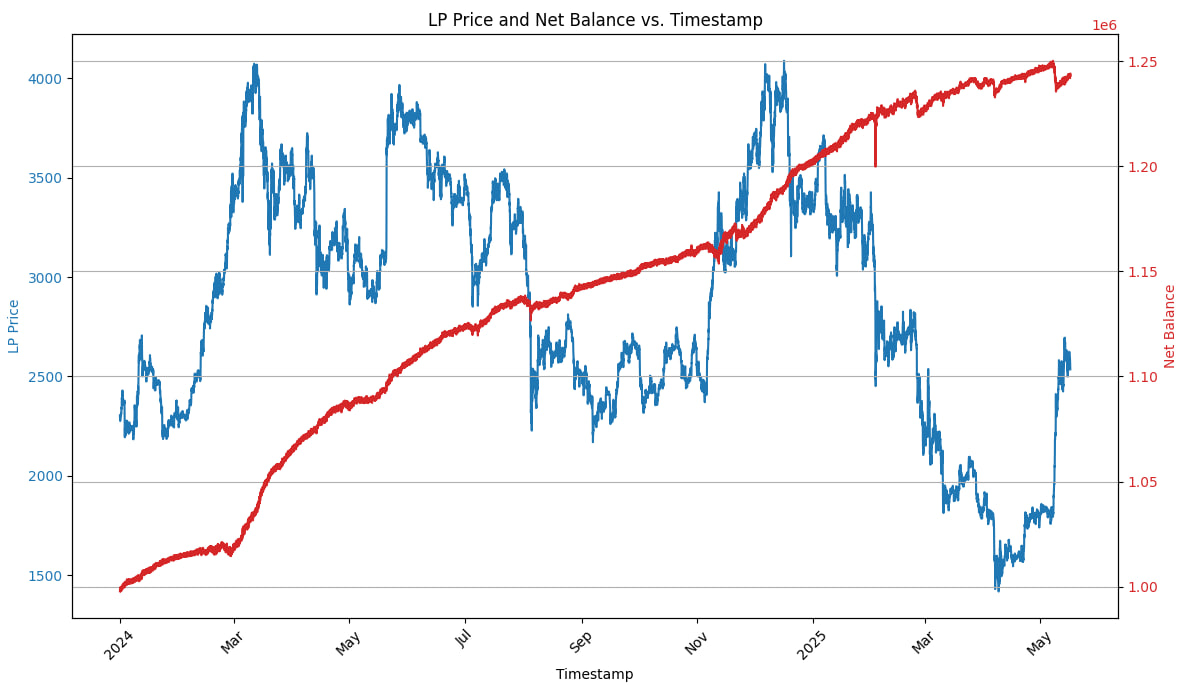 LP Price and Net Balance vs. Timestamp
1e6
LP Price
4000
3500
3000
2500
2000
1500
1.25
1.20
1.15
1.10
1.05
1.00
Net Balance
2024
Mar
May
Jul
Sep
Nov
2025
Mar
May
Timestamp